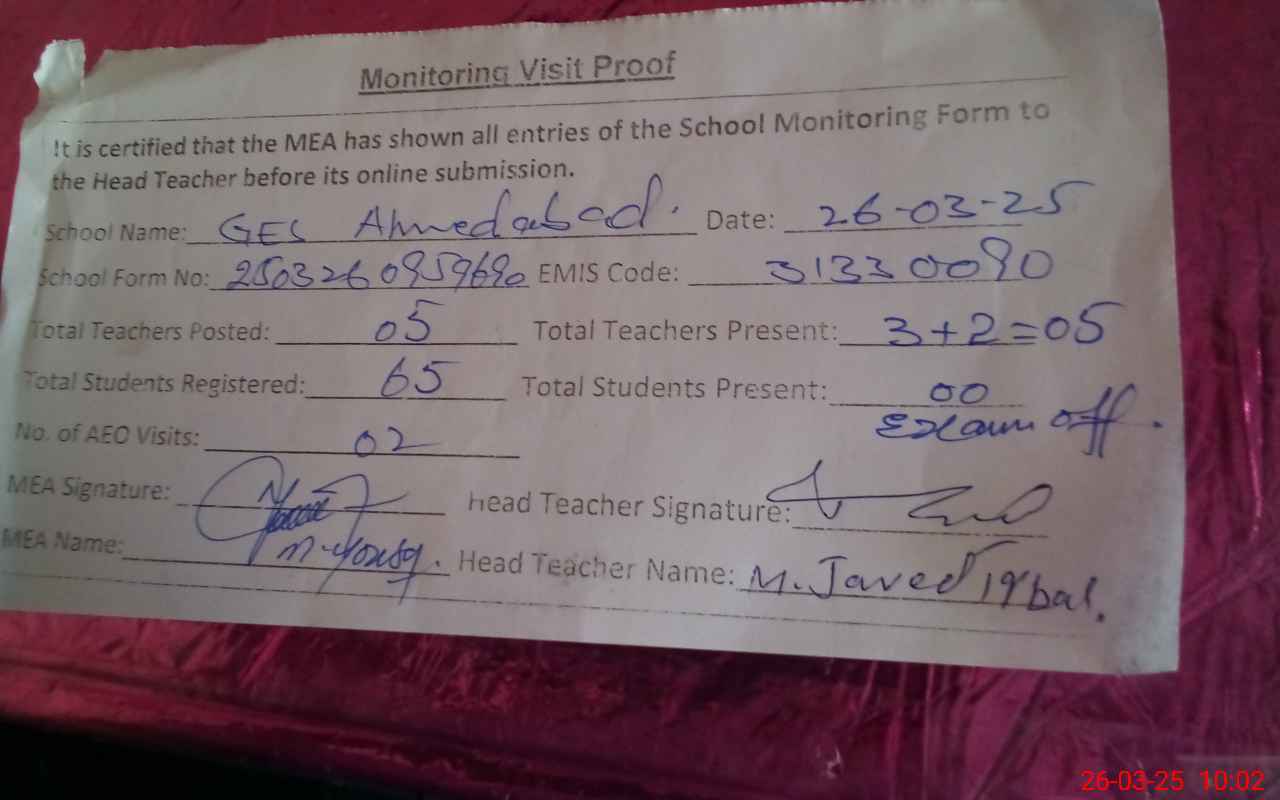 Monitoring Visit Proof
It is certified that the MEA has shown all entries of the School Monitoring Form to
the Head Teacher before its online submission.
School Name: GES Ahmedabad. Date: 26-03-25
School Form No: 250326095969 EMIS Code: 31330090
Total Teachers Posted: 05 Total Teachers Present: 3+2=05
Total Students Registered: 65 Total Students Present: 00
Exam off.
No. of AEO Visits: 02
MEA Signature: Head Teacher Signature:
MEA Name: Head Teacher Name: M. Javed Iqbal.
26-03-25 10:02